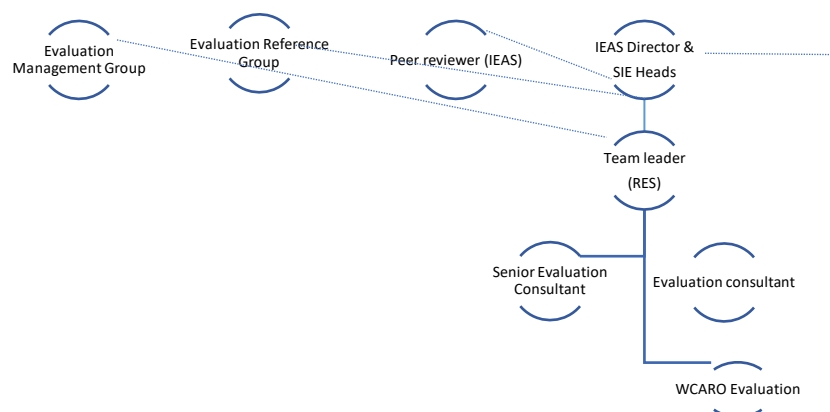 Evaluation
Management Group
Evaluation Reference
Group
Peer reviewer (IEAS)
IEAS Director &
SIE Heads
Team leader
(RES)
Senior Evaluation
Consultant
Evaluation consultant
WCARO Evaluation